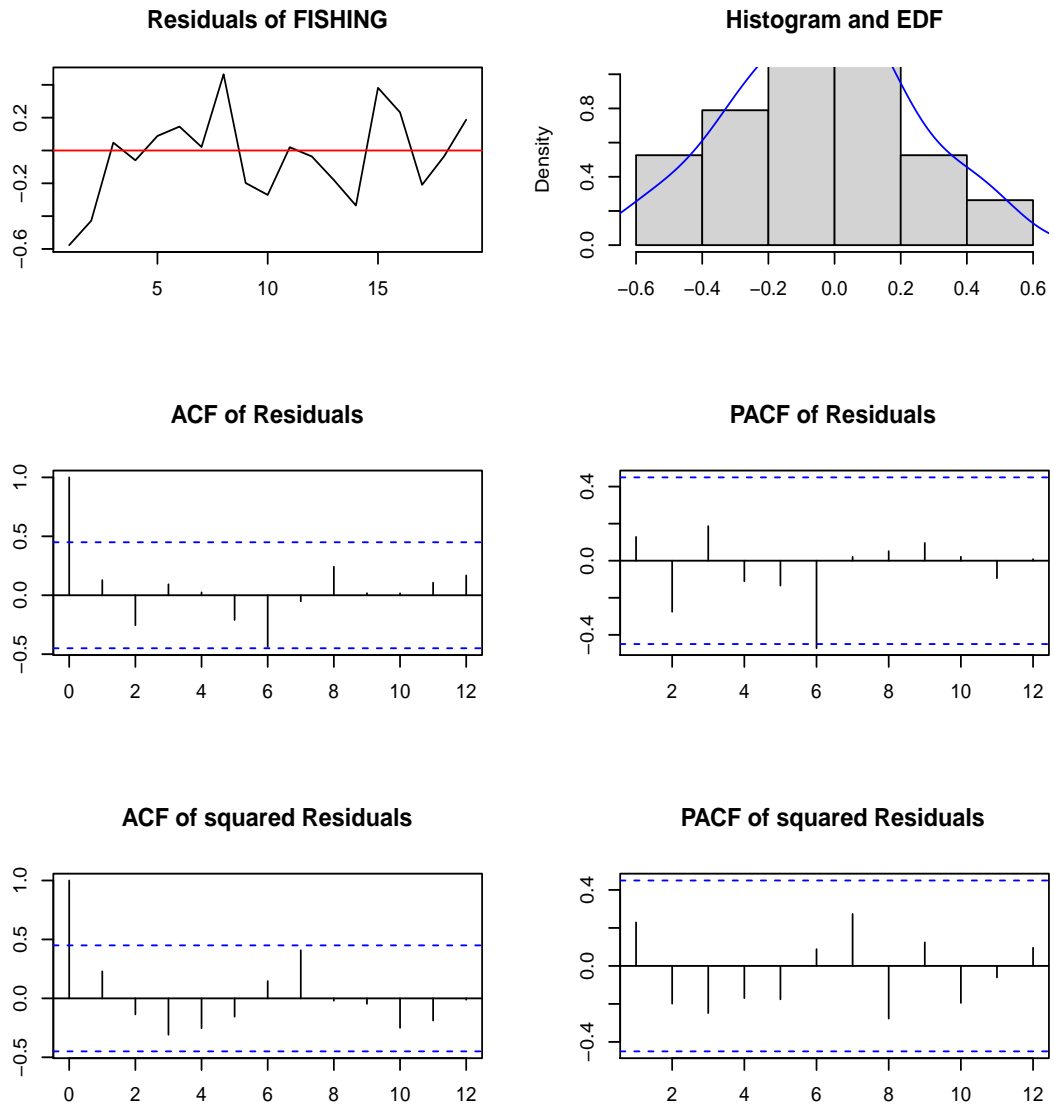 Residuals of FISHING
−0.6 −0.2 0.2
5 10 15
Histogram and EDF
Density
0.0 0.4 0.8
−0.6 −0.4 −0.2 0.0 0.2 0.4 0.6
ACF of Residuals
−0.5 0.0 0.5 1.0
0 2 4 6 8 10 12
PACF of Residuals
−0.4 0.0 0.4
2 4 6 8 10 12
ACF of squared Residuals
−0.5 0.0 0.5 1.0
0 2 4 6 8 10 12
PACF of squared Residuals
−0.4 0.0 0.4
2 4 6 8 10 12